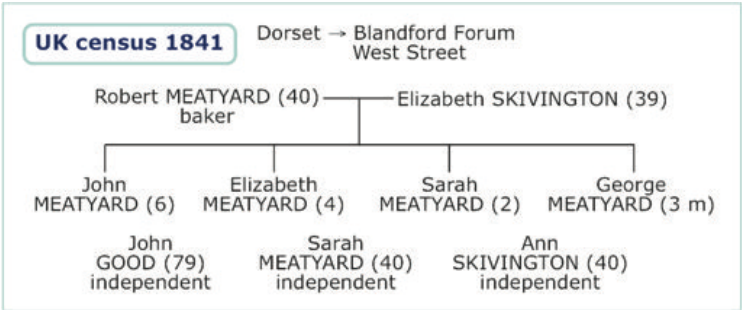 UK census 1841
Dorset → Blandford Forum
West Street
Robert MEATYARD (40)
baker
Elizabeth SKIVINGTON (39)
John
MEATYARD (6)
Elizabeth
MEATYARD (4)
Sarah
MEATYARD (2)
George
MEATYARD (3 m)
John
GOOD (79)
independent
Sarah
MEATYARD (40)
independent
Ann
SKIVINGTON (40)
independent